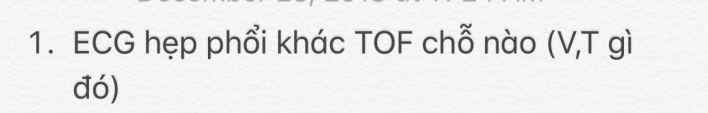 1. ECG hẹp phổi khác TOF chỗ nào (V,T gì
đó)